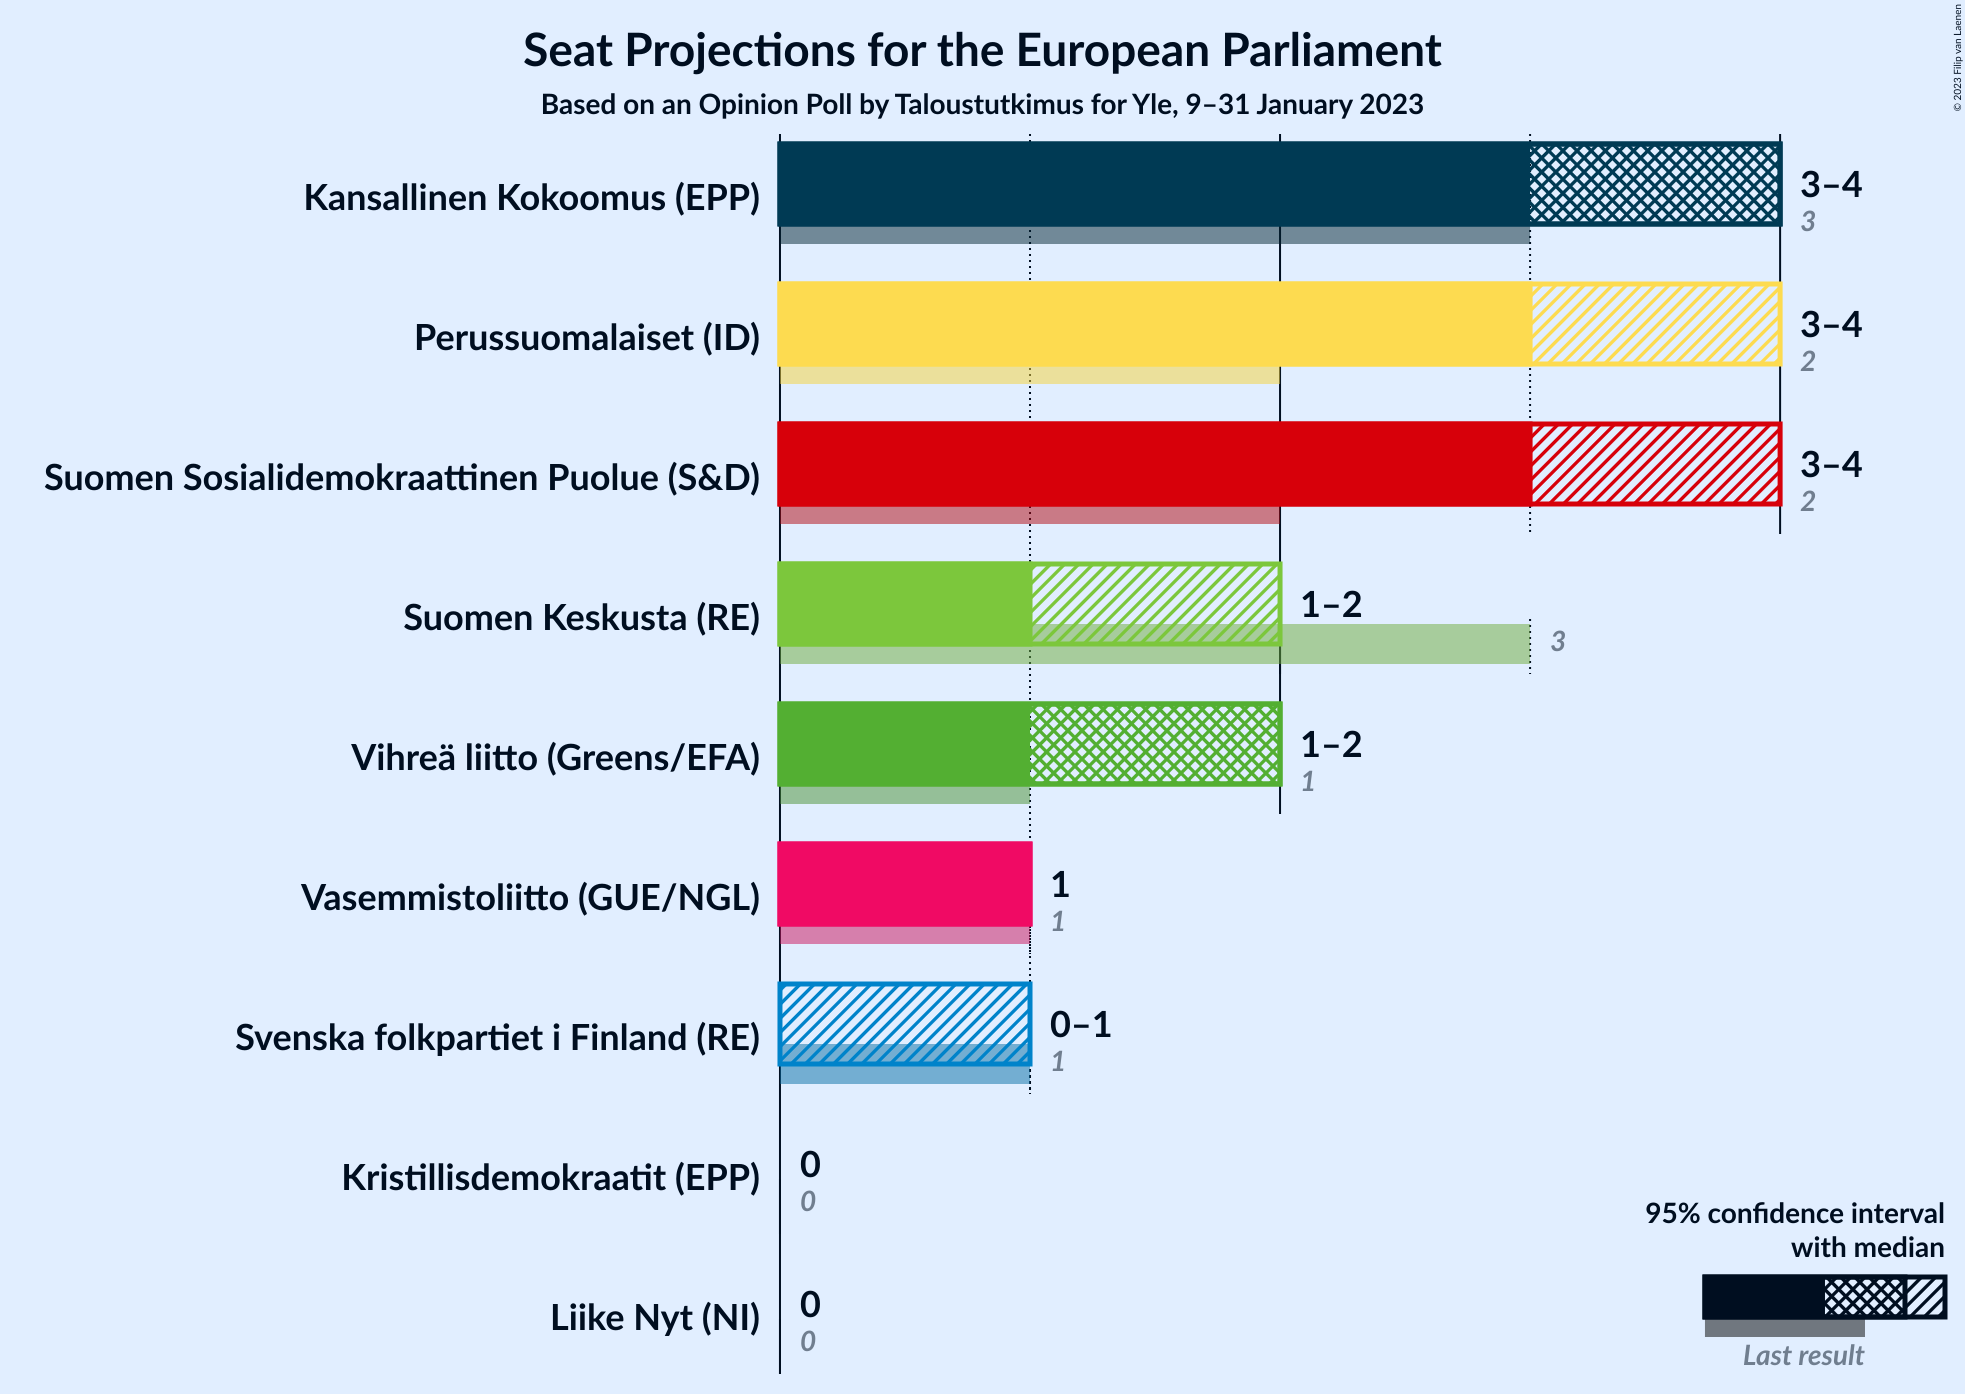 Seat Projections for the European Parliament
Based on an Opinion Poll by Taloustutkimus for Yle, 9–31 January 2023
© 2023 Filip van Laenen
Kansallinen Kokoomus (EPP)
3–4
3
Perussuomalaiset (ID)
3–4
2
Suomen Sosialidemokraattinen Puolue (S&D)
3–4
2
Suomen Keskusta (RE)
1–2
3
Vihreä liitto (Greens/EFA)
1–2
1
Vasemmistoliitto (GUE/NGL)
1
1
Svenska folkpartiet i Finland (RE)
0–1
1
Kristillisdemokraatit (EPP)
0
0
Liike Nyt (NI)
0
0
95% confidence interval
with median
Last result